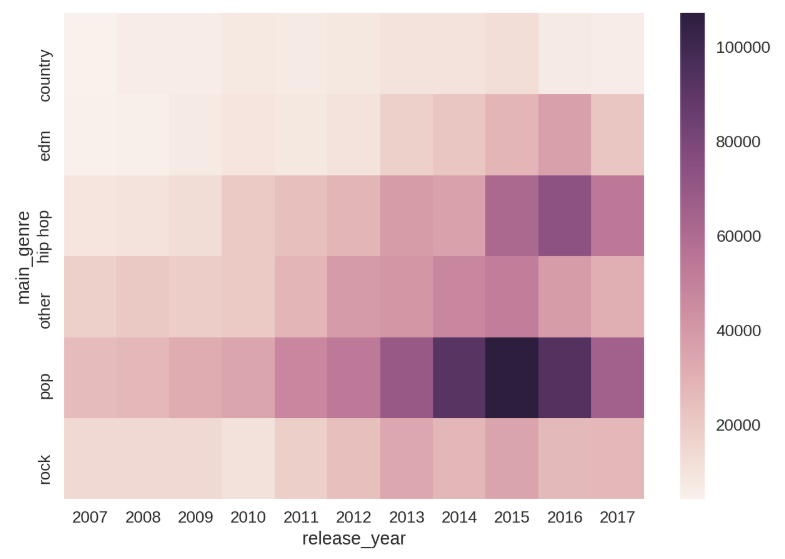 main_genre
country
edm
hip hop
other
pop
rock
2007 2008 2009 2010 2011 2012 2013 2014 2015 2016 2017
release_year
100000
80000
60000
40000
20000